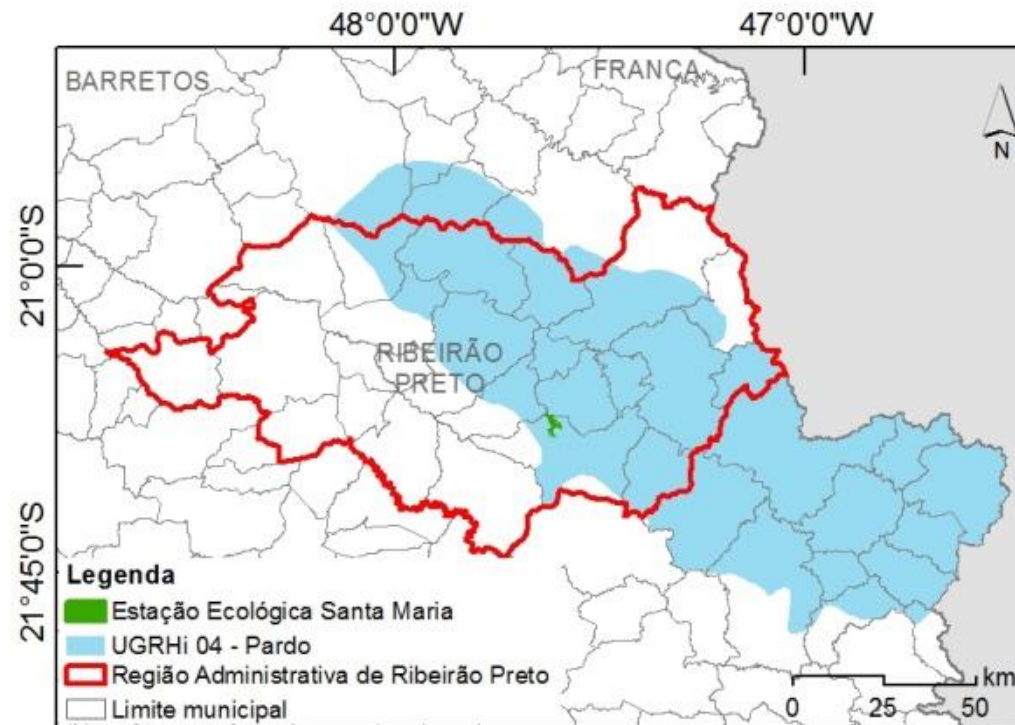 48°0'0"W 47°0'0"W
BARRETOS
FRANCA
N
21°0'0"S
RIBEIRÃO
PRETO
21°45'0"S
Legenda
Estação Ecológica Santa Maria
UGRHi 04 - Pardo
Região Administrativa de Ribeirão Preto
Limite municipal
km
0 25 50